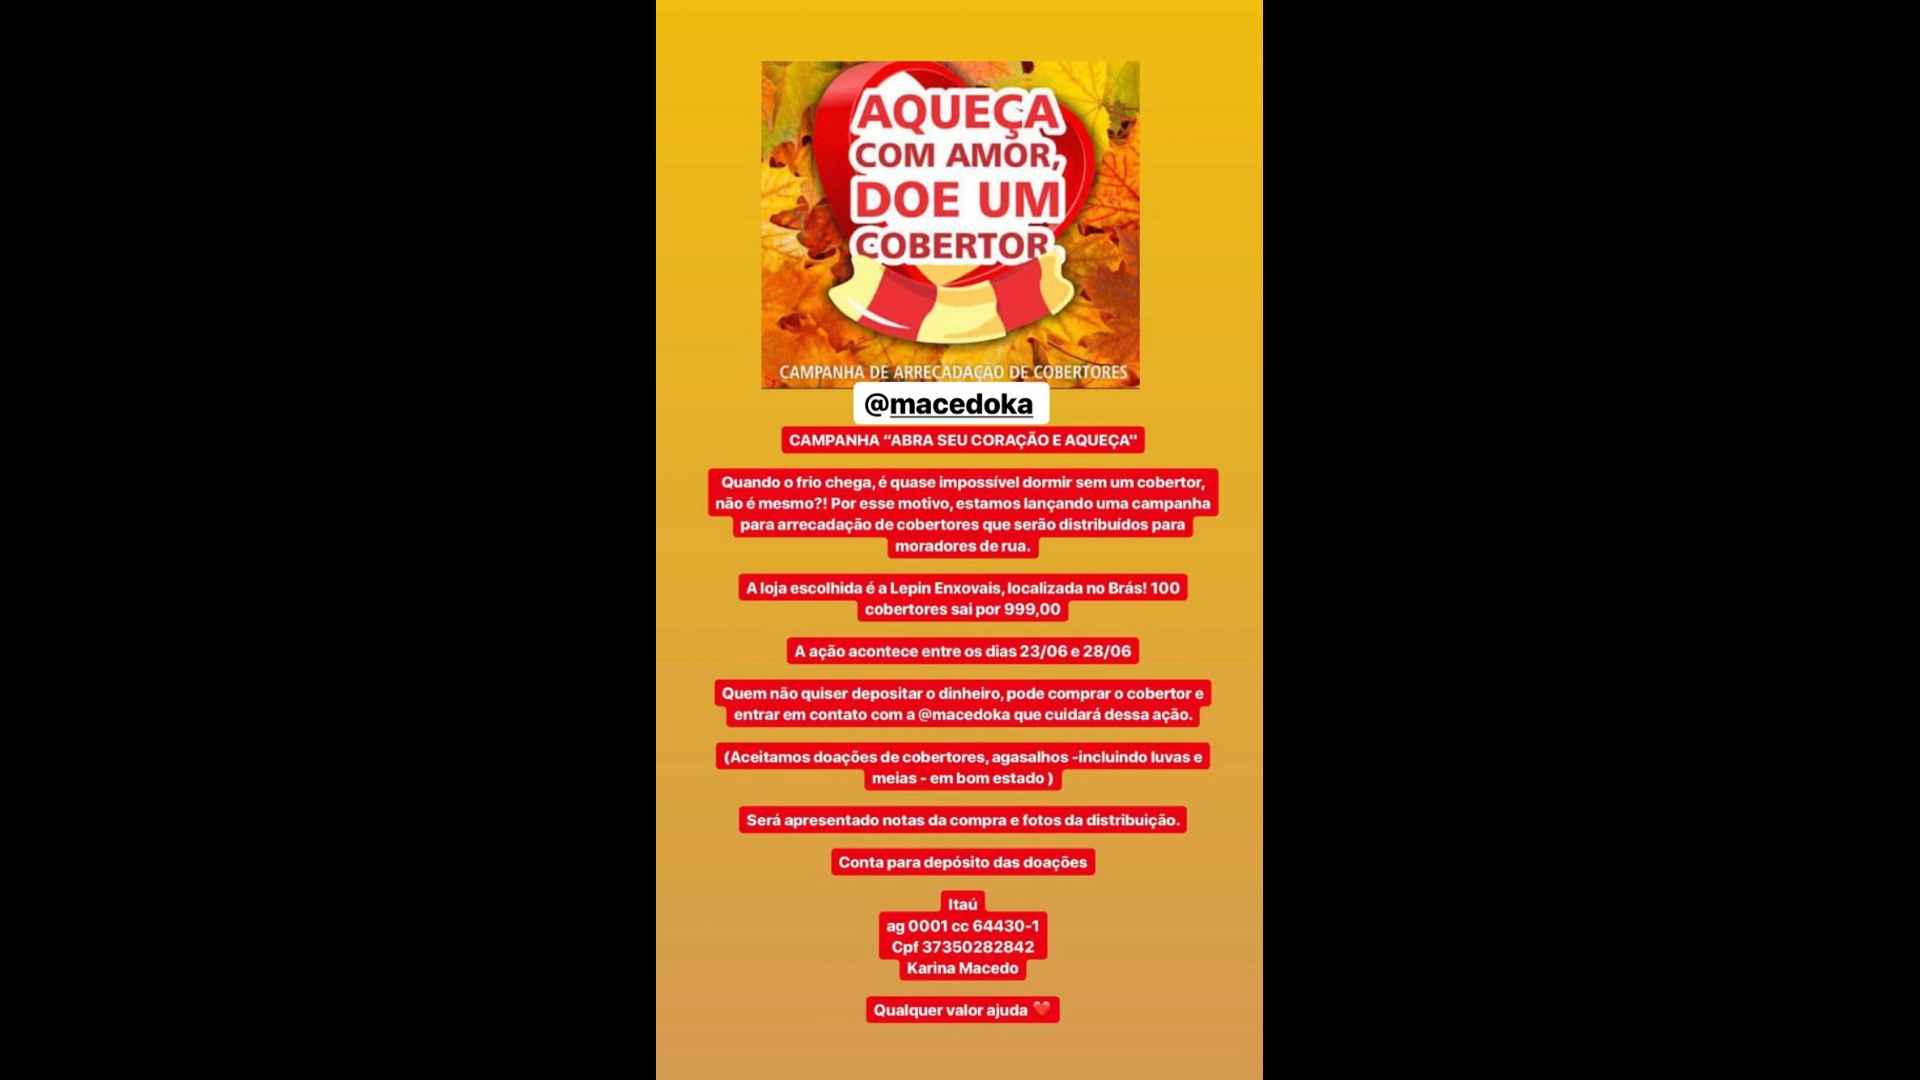 AQUEÇA
COM AMOR,
DOE UM
COBERTOR.
CAMPANHA DE ARRECADAÇÃO DE COBERTORES
@macedoka
CAMPANHA “ABRA SEU CORAÇÃO E AQUEÇA"
Quando o frio chega, é quase impossível dormir sem um cobertor,
não é mesmo?! Por esse motivo, estamos lançando uma campanha
para arrecadação de cobertores que serão distribuídos para
moradores de rua.
A loja escolhida é a Lepin Enxovais, localizada no Brás! 100
cobertores sai por 999,00
A ação acontece entre os dias 23/06 e 28/06
Quem não quiser depositar o dinheiro, pode comprar o cobertor e
entrar em contato com a @macedoka que cuidará dessa ação.
(Aceitamos doações de cobertores, agasalhos -incluindo luvas e
meias - em bom estado )
Será apresentado notas da compra e fotos da distribuição.
Conta para depósito das doações
Itaú
ag 0001 cc 64430-1
Cpf 37350282842
Karina Macedo
Qualquer valor ajuda ❤️